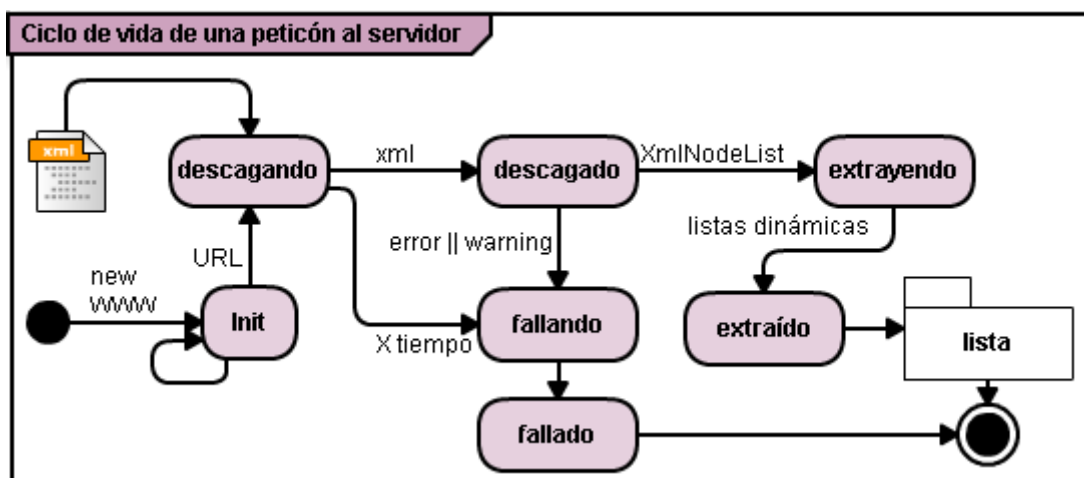 Ciclo de vida de una peticón al servidor
xml
descagando
xml
descagado
XmlNodeList
extrayendo
URL
error || warning
listas dinámicas
new
WWW
Init
X tiempo
fallando
extraído
lista
fallado